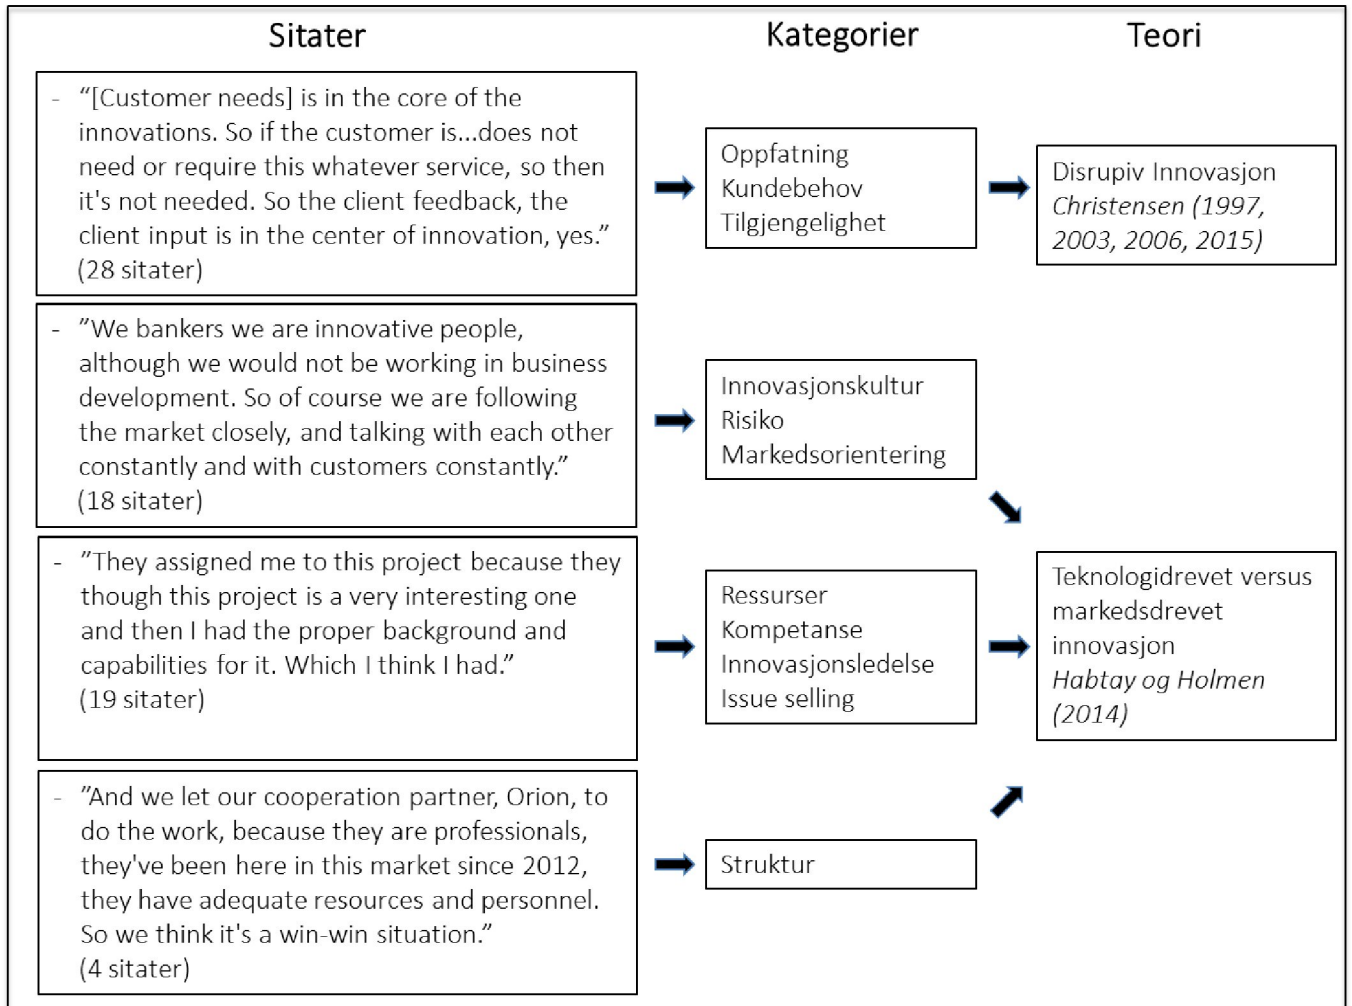 Sitater
Kategorier
Teori
- “[Customer needs] is in the core of the
innovations. So if the customer is...does not
need or require this whatever service, so then
it's not needed. So the client feedback, the
client input is in the center of innovation, yes.”
(28 sitater)
Oppfatning
Kundebehov
Tilgjengelighet
Disrupiv Innovasjon
Christensen (1997,
2003, 2006, 2015)
- ”We bankers we are innovative people,
although we would not be working in business
development. So of course we are following
the market closely, and talking with each other
constantly and with customers constantly.”
(18 sitater)
Innovasjonskultur
Risiko
Markedsorientering
- ”They assigned me to this project because they
though this project is a very interesting one
and then I had the proper background and
capabilities for it. Which I think I had.”
(19 sitater)
Ressurser
Kompetanse
Innovasjonsledelse
Issue selling
Teknologidrevet versus
markedsdrevet
innovasjon
Habtay og Holmen
(2014)
- ”And we let our cooperation partner, Orion, to
do the work, because they are professionals,
they've been here in this market since 2012,
they have adequate resources and personnel.
So we think it's a win-win situation.”
(4 sitater)
Struktur